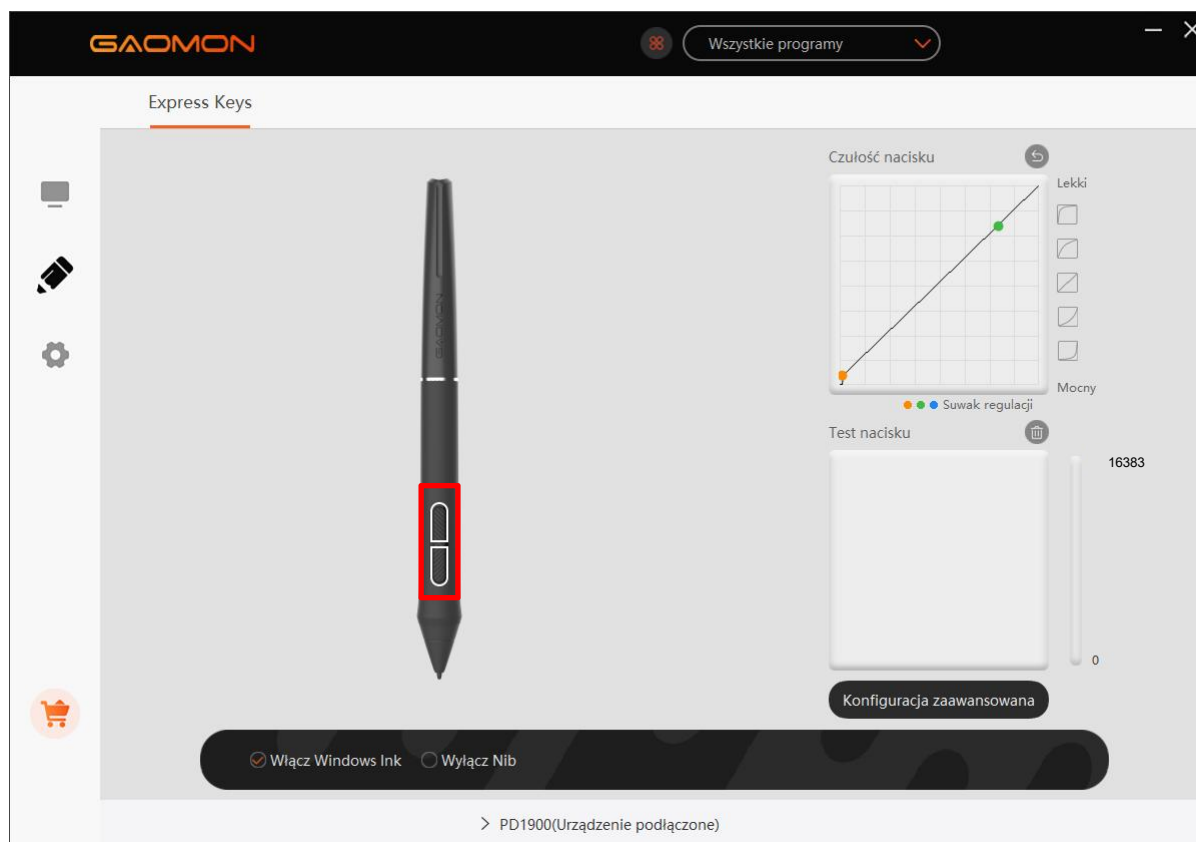 GAOMON
Wszystkie programy
Express Keys
Czułość nacisku
Lekki
GAOMON
Mocny
Suwak regulacji
Test nacisku
16383
0
Konfiguracja zaawansowana
Włącz Windows Ink
Wyłącz Nib
> PD1900(Urządzenie podłączone)